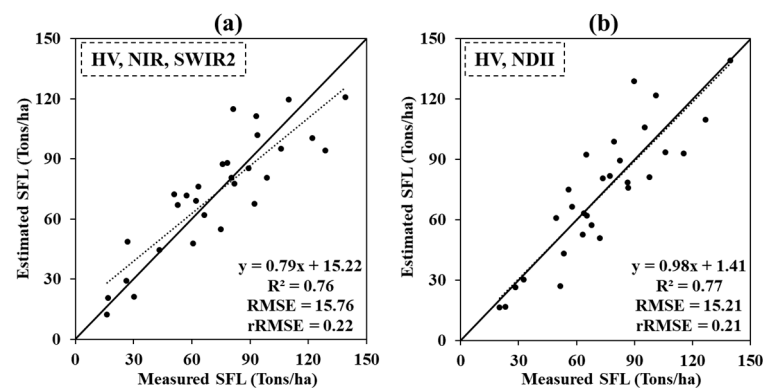 (a)
HV, NIR, SWIR2
150
120
90
60
30
0
Estimated SFL (Tons/ha)
y = 0.79x + 15.22
R² = 0.76
RMSE = 15.76
rRMSE = 0.22
0 30 60 90 120 150
Measured SFL (Tons/ha)
(b)
HV, NDII
150
120
90
60
30
0
Estimated SFL (Tons/ha)
y = 0.98x + 1.41
R² = 0.77
RMSE = 15.21
rRMSE = 0.21
0 30 60 90 120 150
Measured SFL (Tons/ha)